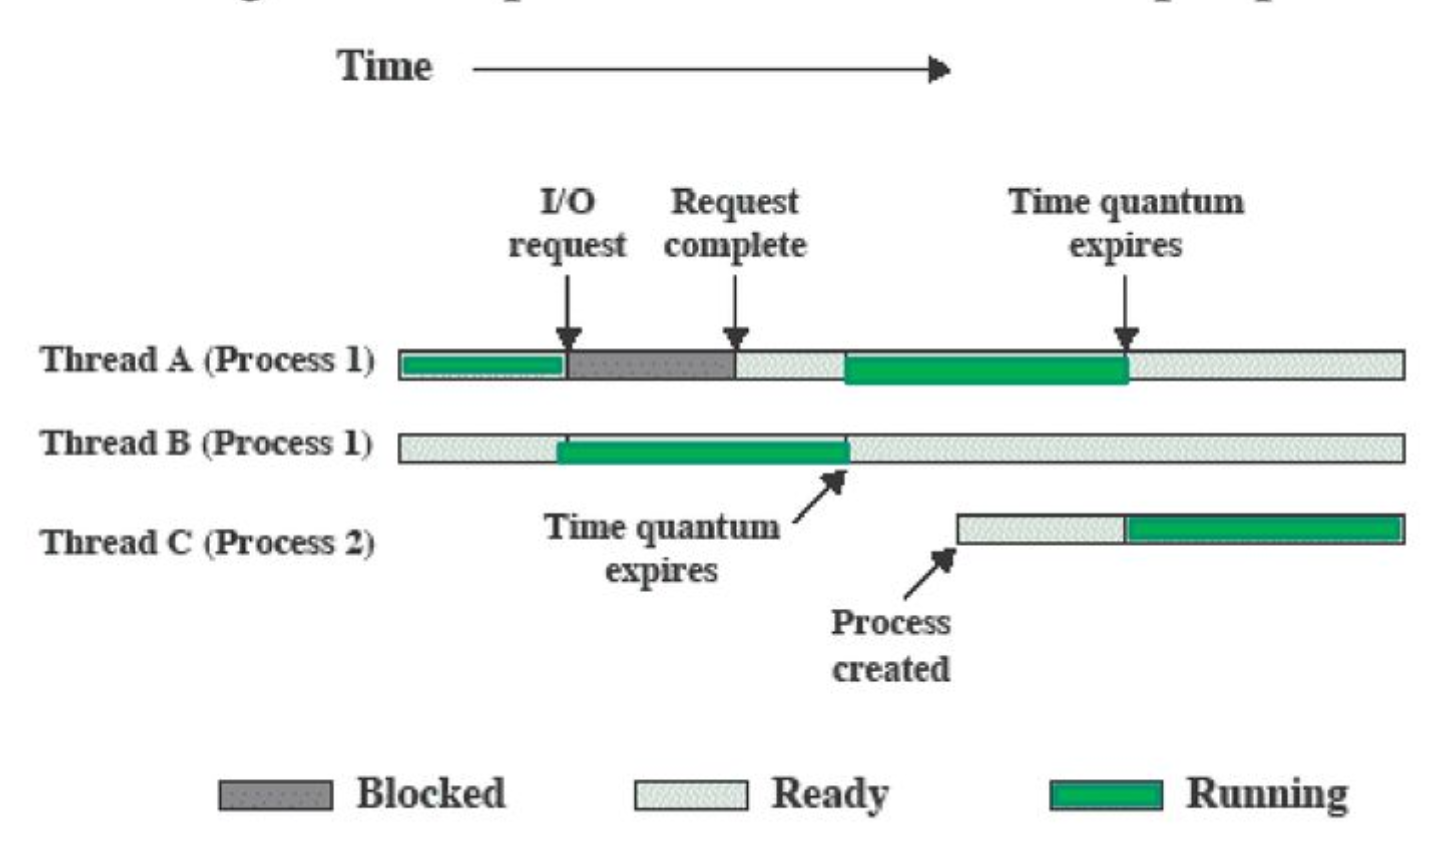 Time
I/O
request
Request
complete
Time quantum
expires
Thread A (Process 1)
Thread B (Process 1)
Time quantum
expires
Thread C (Process 2)
Process
created
Blocked
Ready
Running